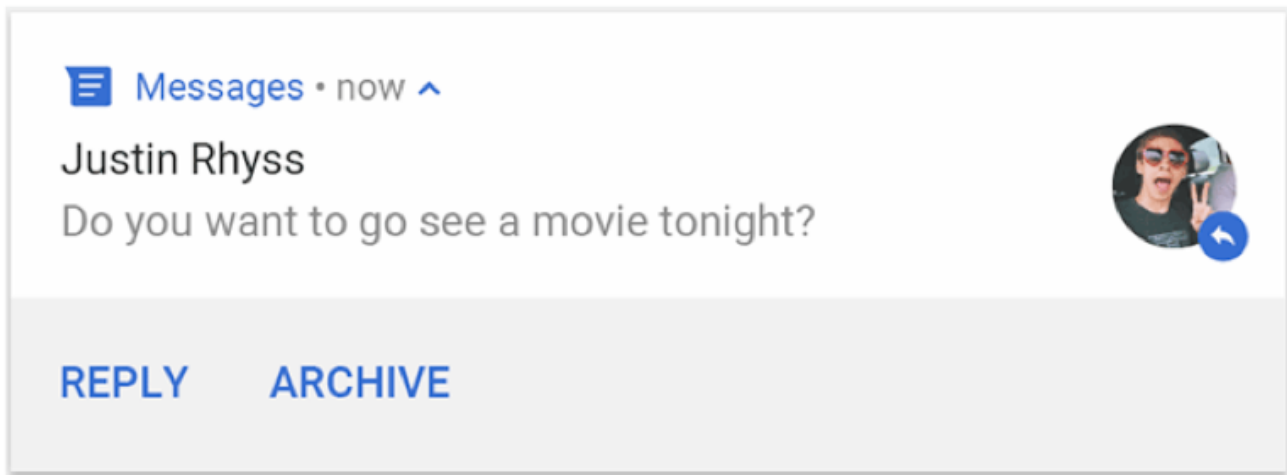 Messages • now
Justin Rhyss
Do you want to go see a movie tonight?
REPLY ARCHIVE